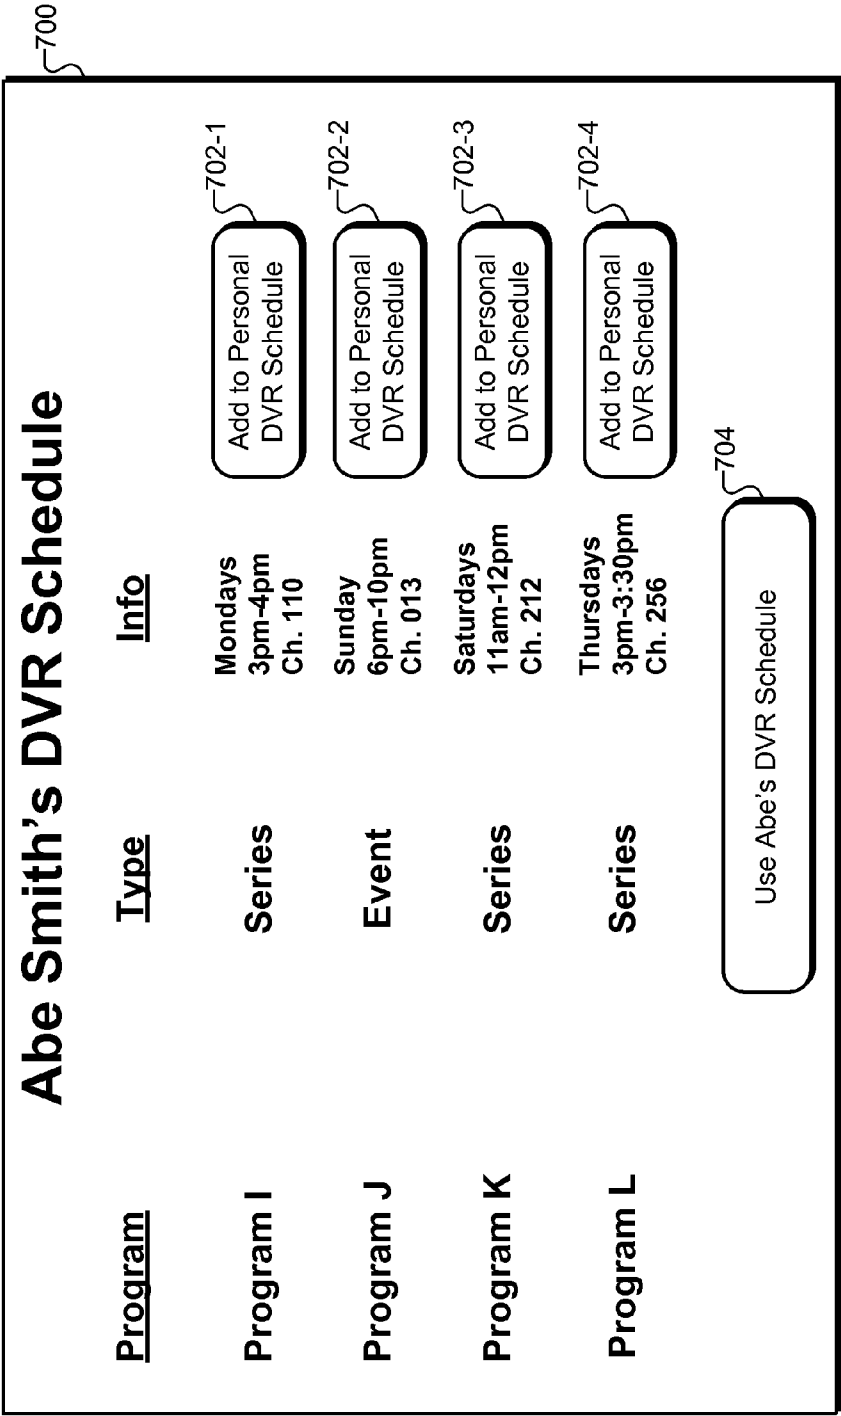 700
Abe Smith's DVR Schedule
Program Type Info
Program I Series
Mondays
3pm-4pm
Ch. 110
Add to Personal
DVR Schedule
702-1
Program J Event
Sunday
6pm-10pm
Ch. 013
Add to Personal
DVR Schedule
702-2
Program K Series
Saturdays
11am-12pm
Ch. 212
Add to Personal
DVR Schedule
702-3
Program L Series
Thursdays
3pm-3:30pm
Ch. 256
Add to Personal
DVR Schedule
702-4
Use Abe's DVR Schedule
704